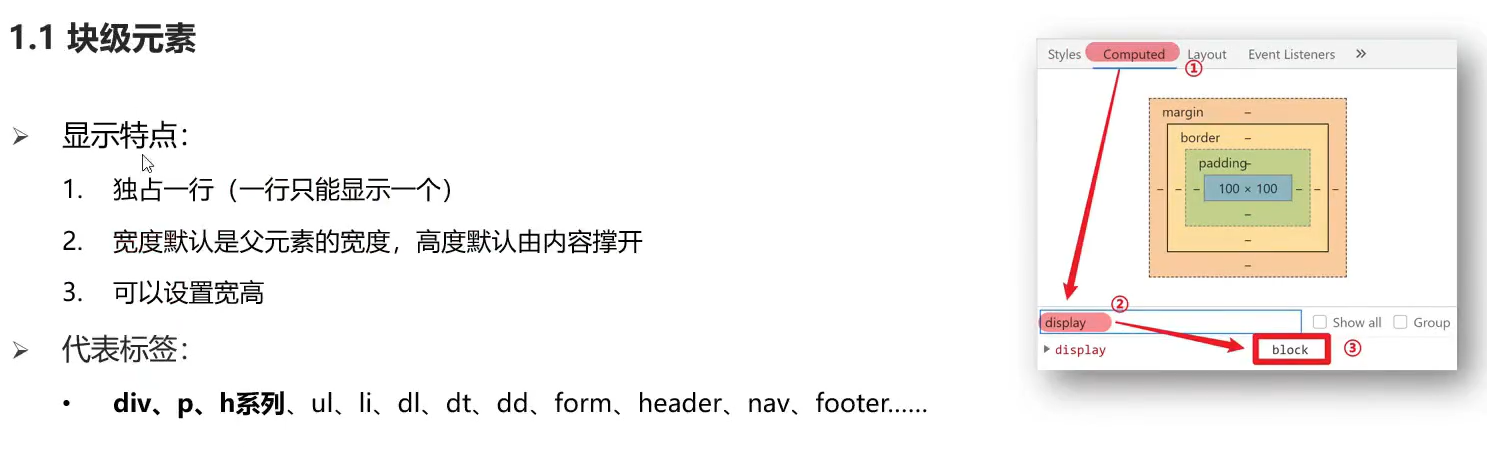 1.1 块级元素
➢ 显示特点：
1. 独占一行（一行只能显示一个）
2. 宽度默认是父元素的宽度，高度默认由内容撑开
3. 可以设置宽高
➢ 代表标签：
• div、p、h系列、ul、li、dl、dt、dd、form、header、nav、footer……
Styles Computed Layout Event Listeners »
①
margin –
border –
padding–
– – – 100 × 100 – – –
–
–
–
②
display Show all Group
display block ③